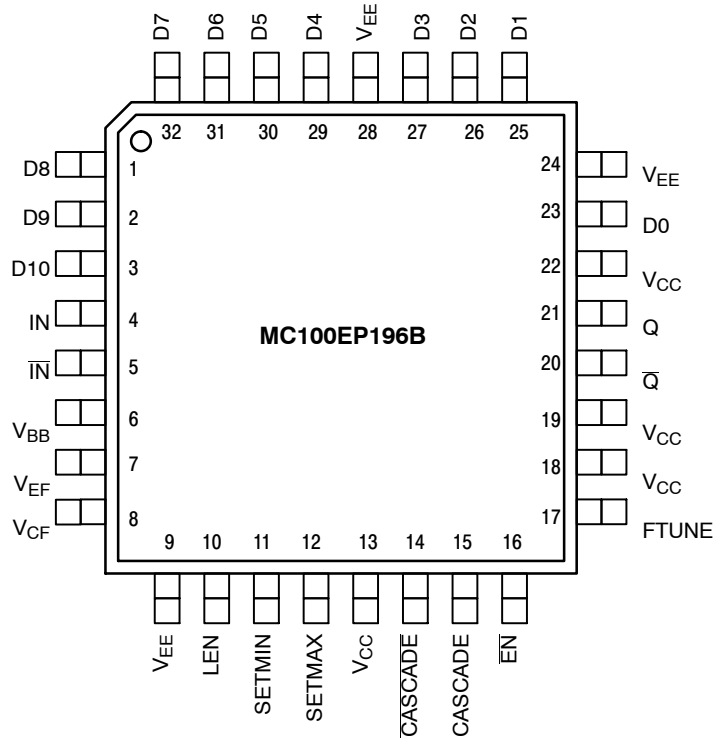 D7 D6 D5 D4 VEE D3 D2 D1
32 31 30 29 28 27 26 25
D8 1 24 VEE
D9 2 23 D0
D10 3 22 VCC
IN 4 21 Q
MC100EP196B
I̅N̅ 5 20 Q̅
VBB 6 19 VCC
VEF 7 18 VCC
VCF 8 17 FTUNE
9 10 11 12 13 14 15 16
VEE LEN SETMIN SETMAX VCC C̅A̅S̅C̅A̅D̅E̅ CASCADE E̅N̅